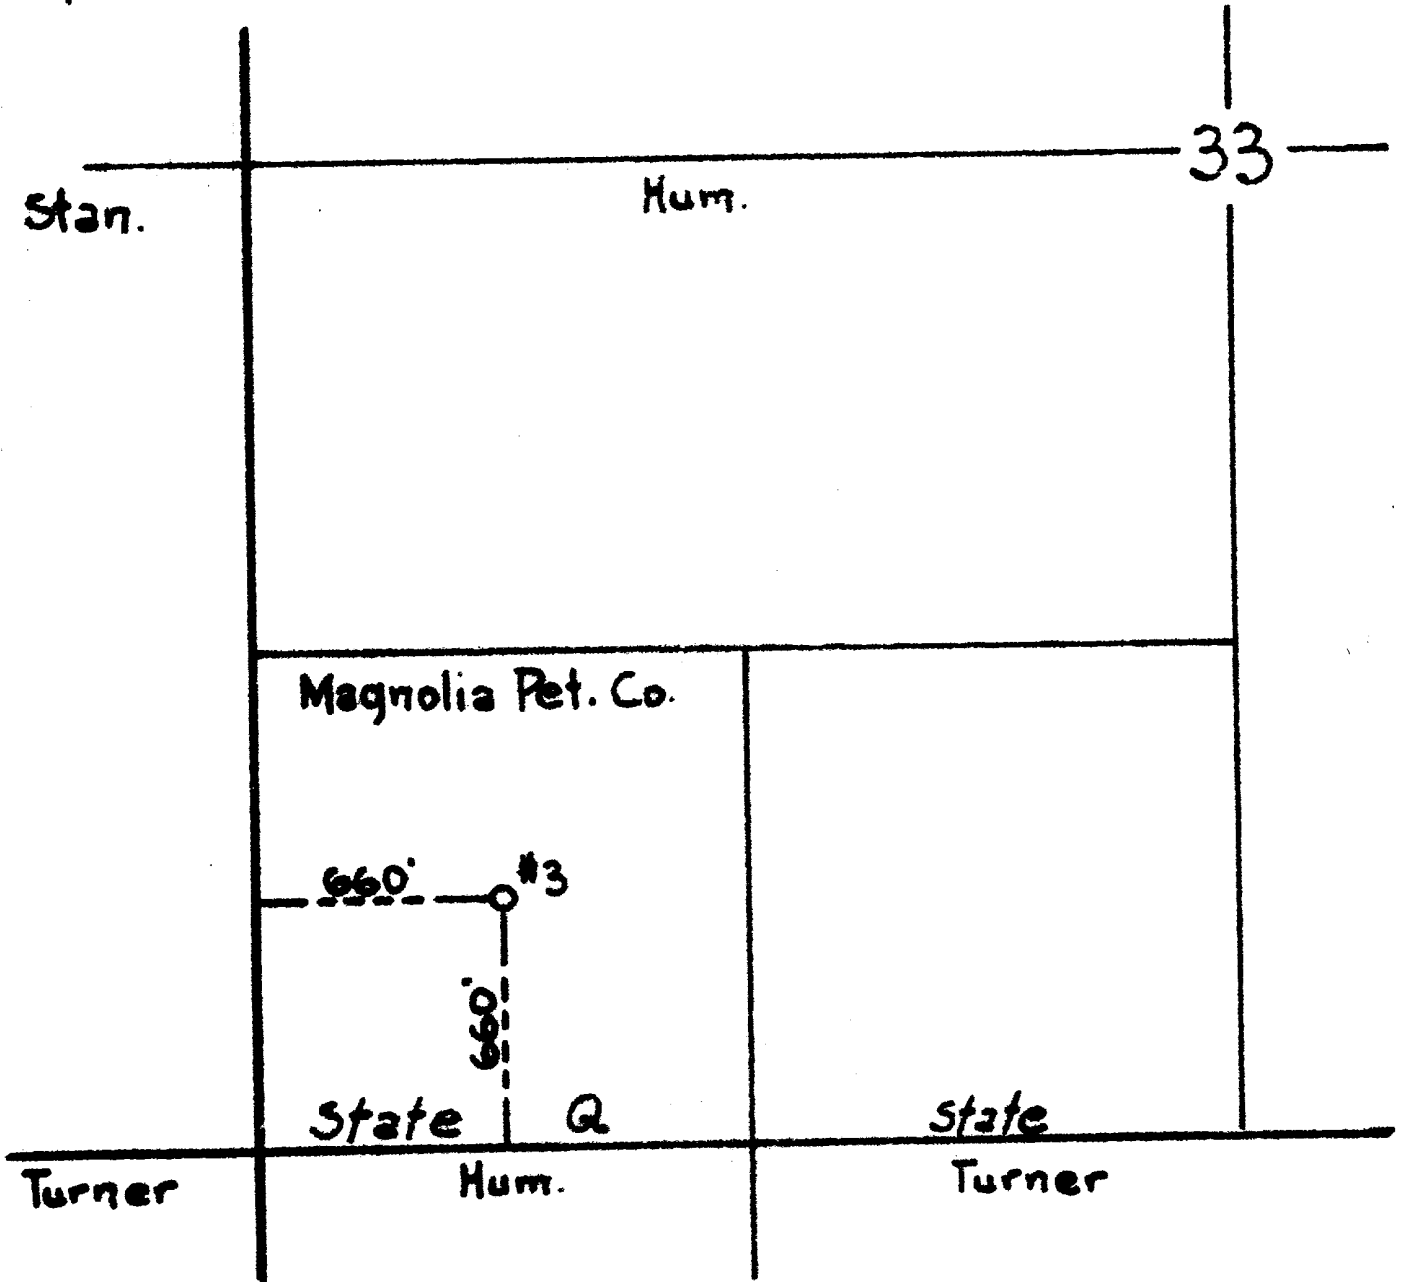 33
Stan.
Hum.
Magnolia Pet. Co.
660'
#3
660'
State Q
State
Turner
Hum.
Turner